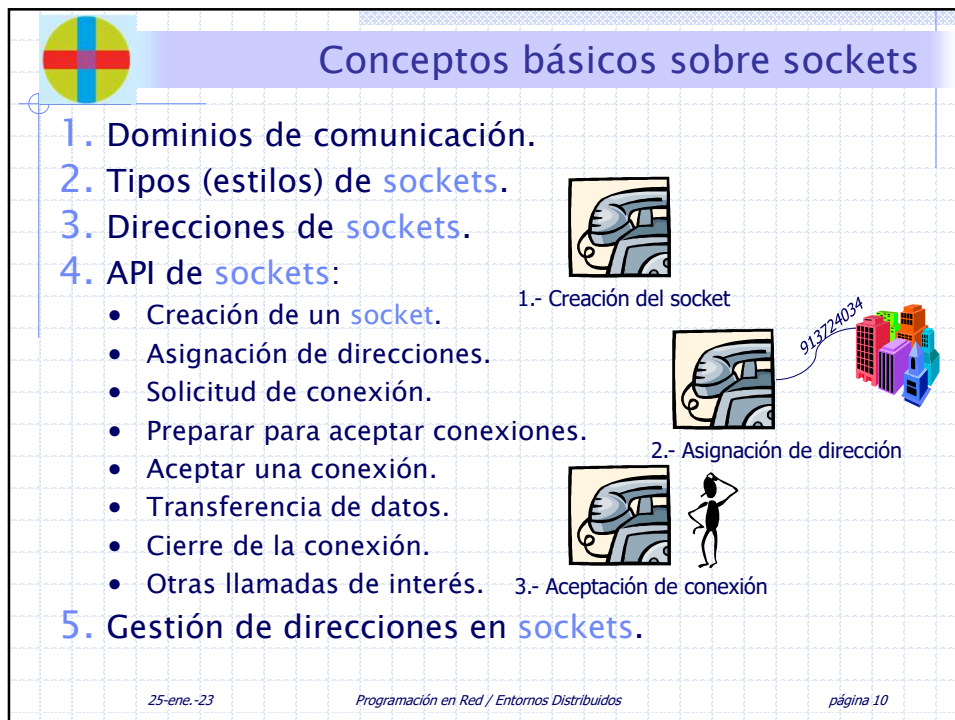 Conceptos básicos sobre sockets
1. Dominios de comunicación.
2. Tipos (estilos) de sockets.
3. Direcciones de sockets.
4. API de sockets:
• Creación de un socket.
• Asignación de direcciones.
• Solicitud de conexión.
• Preparar para aceptar conexiones.
• Aceptar una conexión.
• Transferencia de datos.
• Cierre de la conexión.
• Otras llamadas de interés.
5. Gestión de direcciones en sockets.
1.- Creación del socket
913724034
2.- Asignación de dirección
3.- Aceptación de conexión
25-ene.-23
Programación en Red / Entornos Distribuidos
página 10